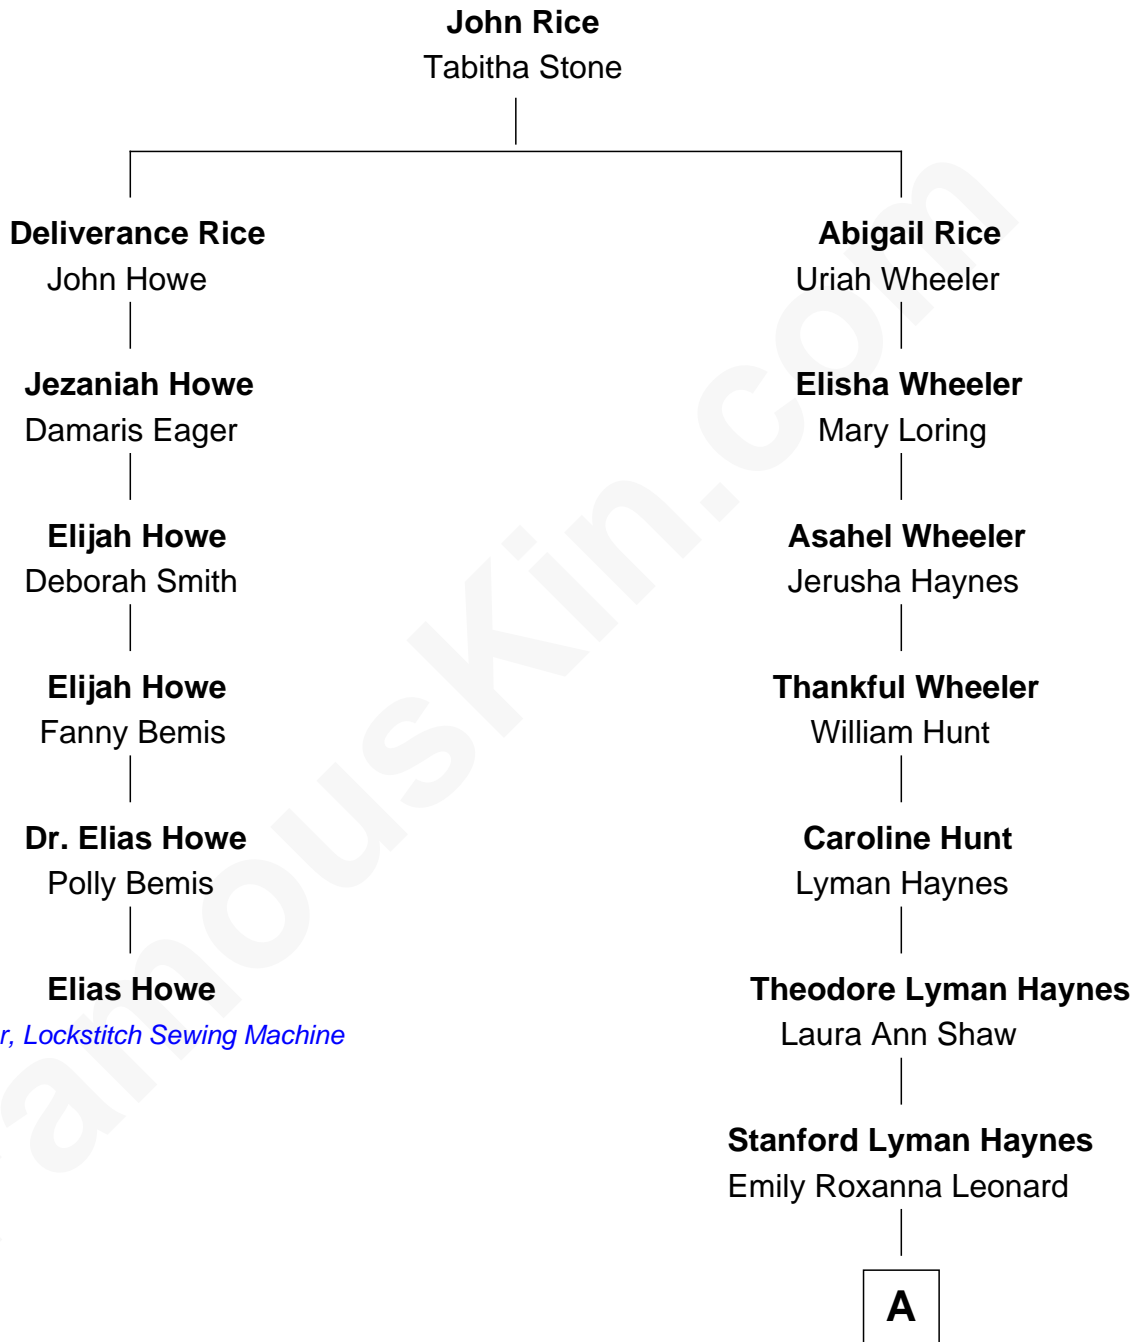 John Rice
Tabitha Stone
Deliverance Rice
John Howe
Jezaniah Howe
Damaris Eager
Elijah Howe
Deborah Smith
Elijah Howe
Fanny Bemis
Dr. Elias Howe
Polly Bemis
Elias Howe
r, Lockstitch Sewing Machine
Abigail Rice
Uriah Wheeler
Elisha Wheeler
Mary Loring
Asahel Wheeler
Jerusha Haynes
Thankful Wheeler
William Hunt
Caroline Hunt
Lyman Haynes
Theodore Lyman Haynes
Laura Ann Shaw
Stanford Lyman Haynes
Emily Roxanna Leonard
A
amousKin.com